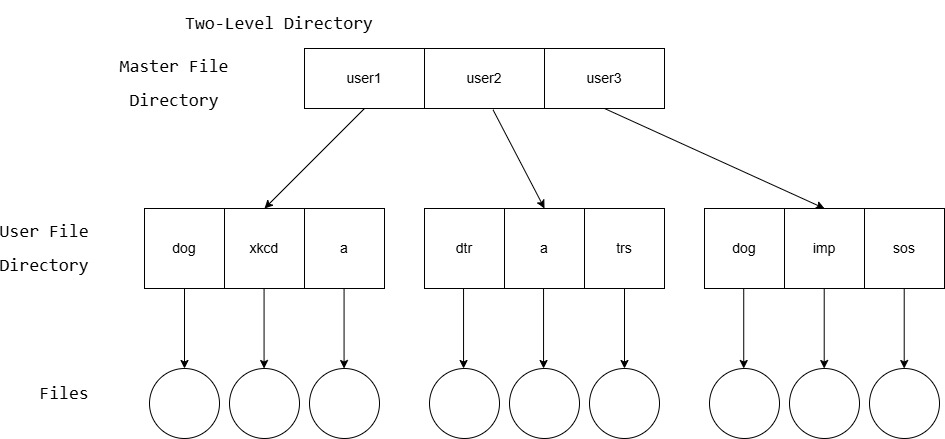 Two-Level Directory
Master File
Directory
user1
user2
user3
User File
Directory
dog
xkcd
a
dtr
a
trs
dog
imp
sos
Files